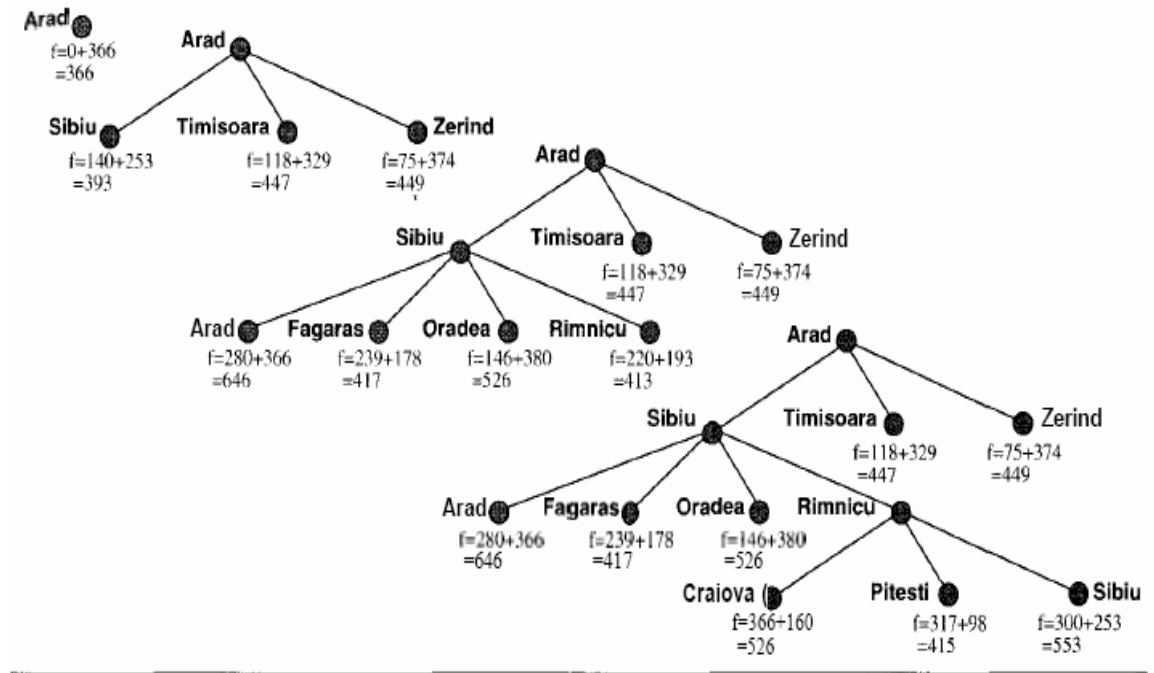 Arad
f=0+366
=366
Arad
Sibiu
f=140+253
=393
Timisoara
f=118+329
=447
Zerind
f=75+374
=449
Arad
Sibiu
Timisoara
f=118+329
=447
Zerind
f=75+374
=449
Arad
f=280+366
=646
Fagaras
f=239+178
=417
Oradea
f=146+380
=526
Rimnicu
f=220+193
=413
Arad
Sibiu
Timisoara
f=118+329
=447
Zerind
f=75+374
=449
Arad
f=280+366
=646
Fagaras
f=239+178
=417
Oradea
f=146+380
=526
Rimnicu
Craiova (
f=366+160
=526
Pitesti
f=317+98
=415
Sibiu
f=300+253
=553